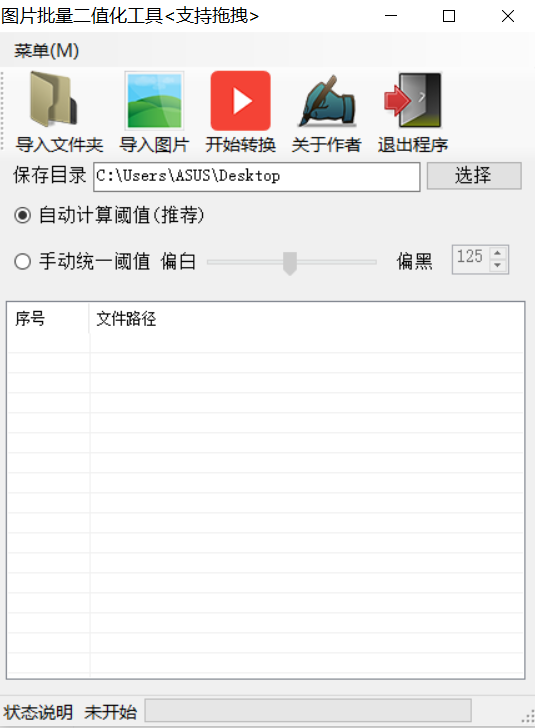 图片批量二值化工具<支持拖拽>
菜单(M)
导入文件夹 导入图片 开始转换 关于作者 退出程序
保存目录 C:\Users\ASUS\Desktop 选择
自动计算阈值(推荐)
手动统一阈值 偏白 偏黑 125
序号 文件路径
状态说明 未开始